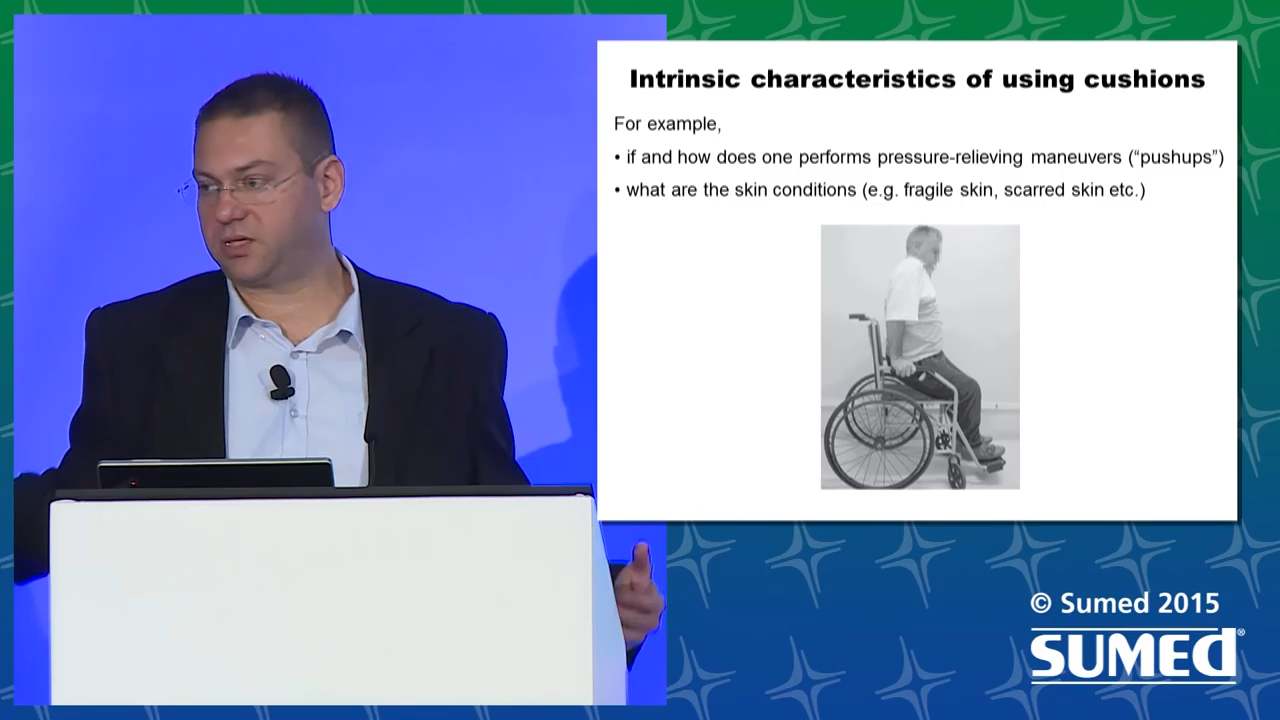 Intrinsic characteristics of using cushions
For example,
• if and how does one performs pressure-relieving maneuvers (“pushups”)
• what are the skin conditions (e.g. fragile skin, scarred skin etc.)
© Sumed 2015
SUMED®